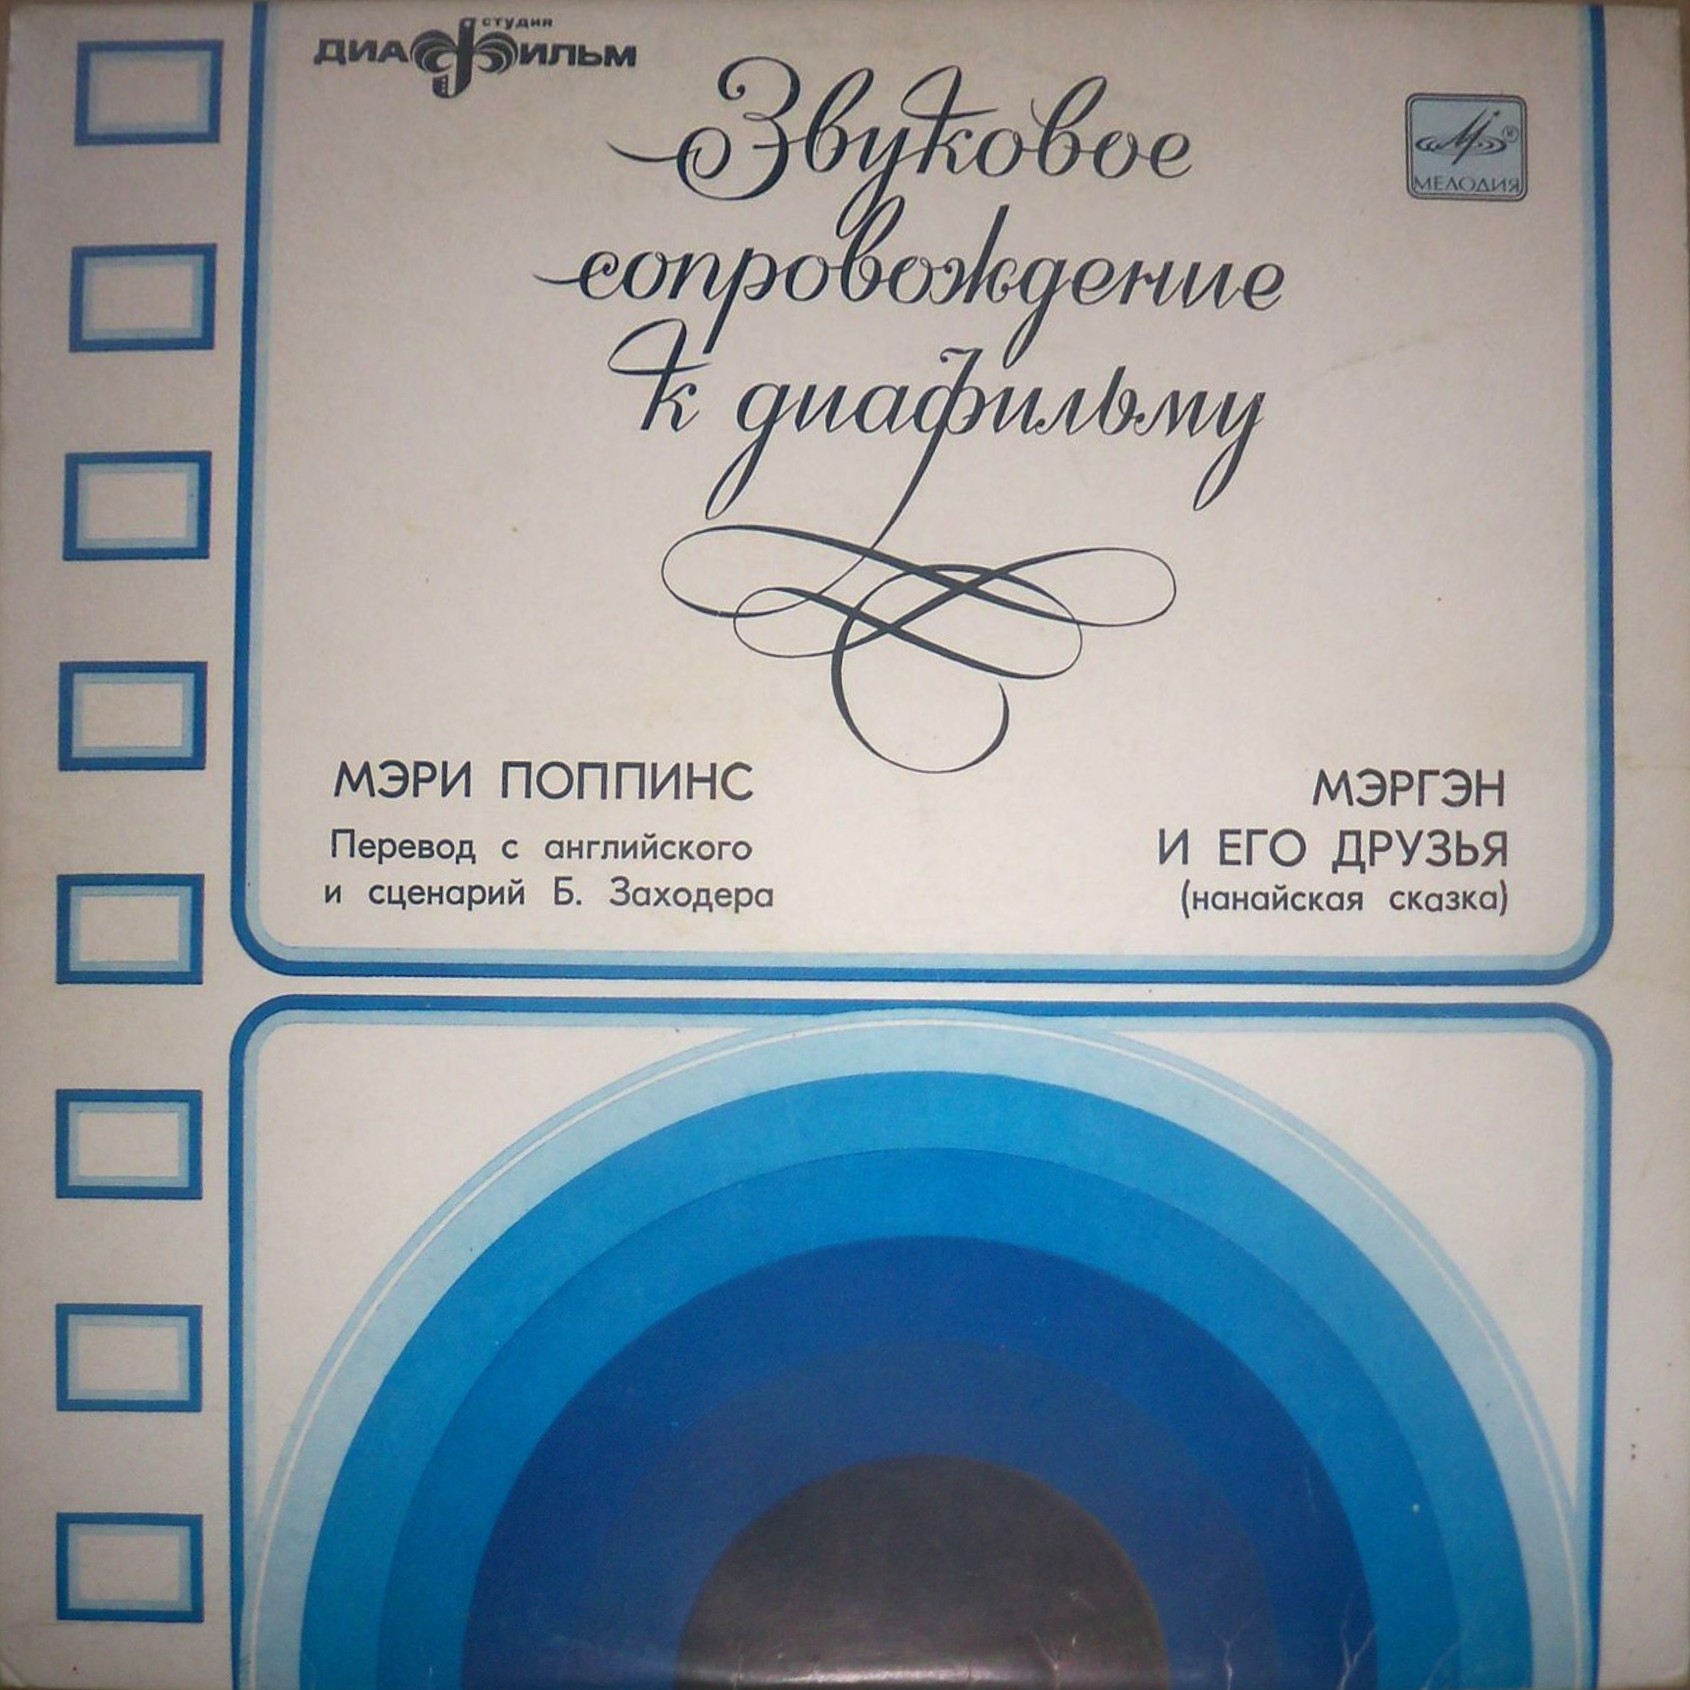 студия
ДИАФИЛЬМ
Звуковое
сопровождение
к диафильму
МЕЛОДИЯ
МЭРИ ПОППИНС
Перевод с английского
и сценарий Б. Заходера
МЭРГЭН
И ЕГО ДРУЗЬЯ
(нанайская сказка)